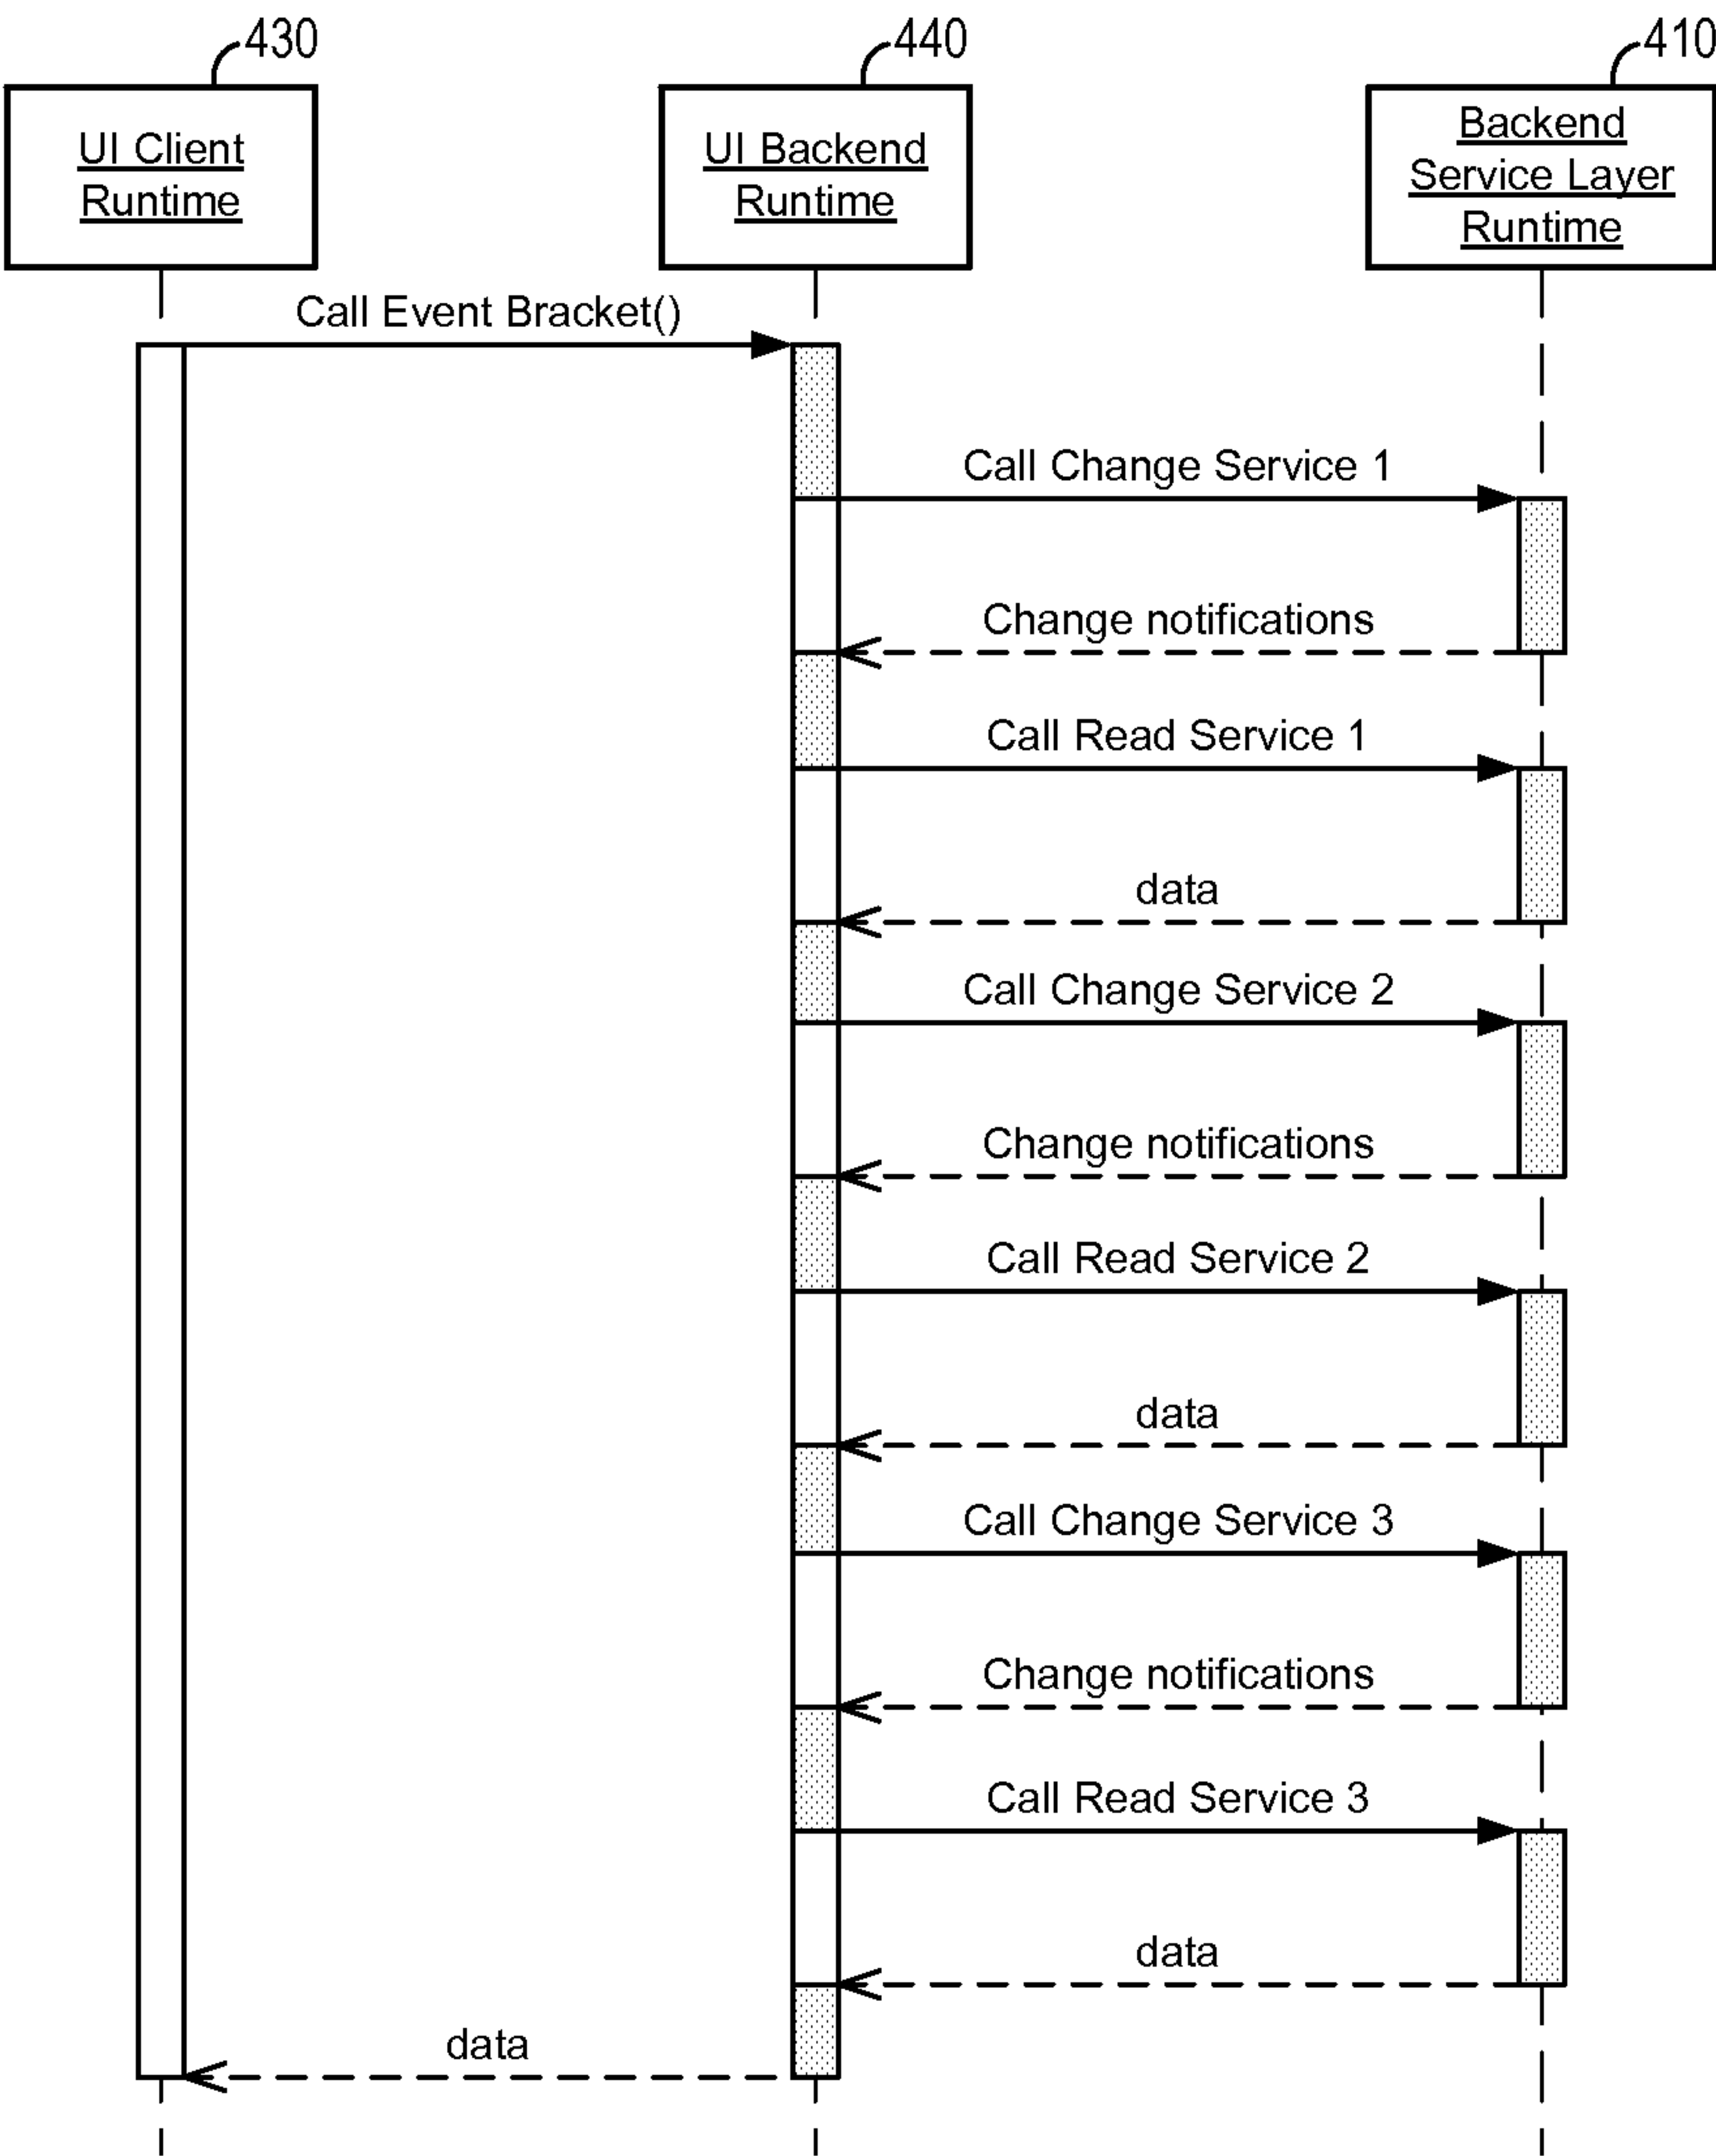 430
440
410
UI Client
Runtime
UI Backend
Runtime
Backend
Service Layer
Runtime
Call Event Bracket()
Call Change Service 1
Change notifications
Call Read Service 1
data
Call Change Service 2
Change notifications
Call Read Service 2
data
Call Change Service 3
Change notifications
Call Read Service 3
data
data